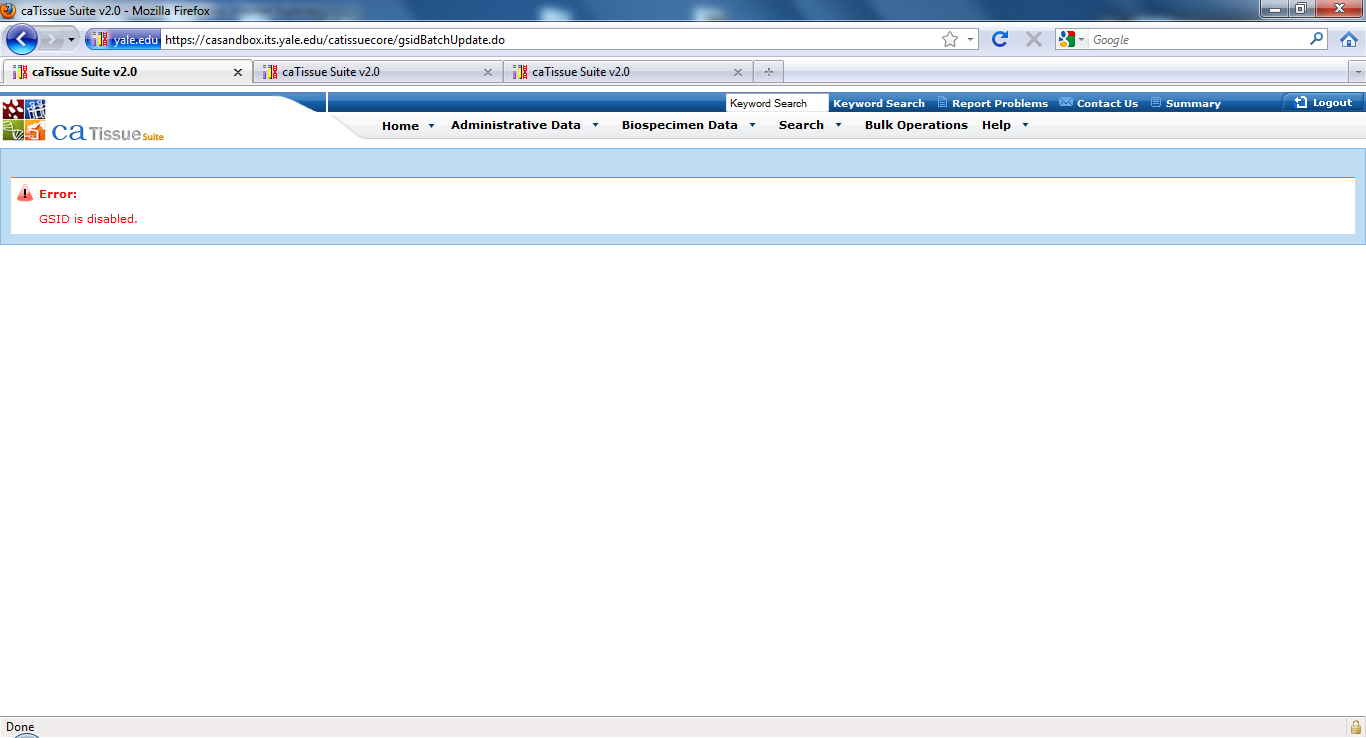 caTissue Suite v2.0 - Mozilla Firefox
yale.edu https://casandbox.its.yale.edu/catissuecore/gsidBatchUpdate.do Google
caTissue Suite v2.0 caTissue Suite v2.0 caTissue Suite v2.0
Keyword Search Keyword Search Report Problems Contact Us Summary Logout
ca Tissue Suite Home Administrative Data Biospecimen Data Search Bulk Operations Help
Error:
GSID is disabled.
Done